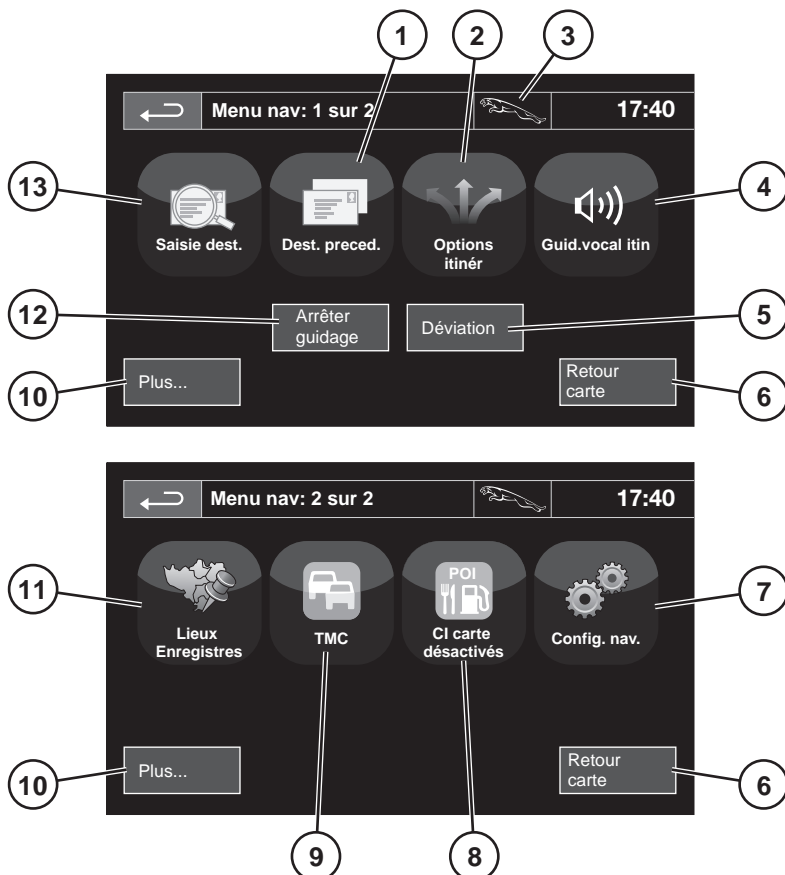 1
2
3
Menu nav: 1 sur 2
17:40
13
4
Saisie dest.
Dest. preced.
Options
itinér
Guid.vocal itin
12
Arrêter
guidage
Déviation
5
10
Plus...
Retour
carte
6
Menu nav: 2 sur 2
17:40
11
POI
7
Lieux
Enregistres
TMC
CI carte
désactivés
Config. nav.
10
Plus...
Retour
carte
6
9
8